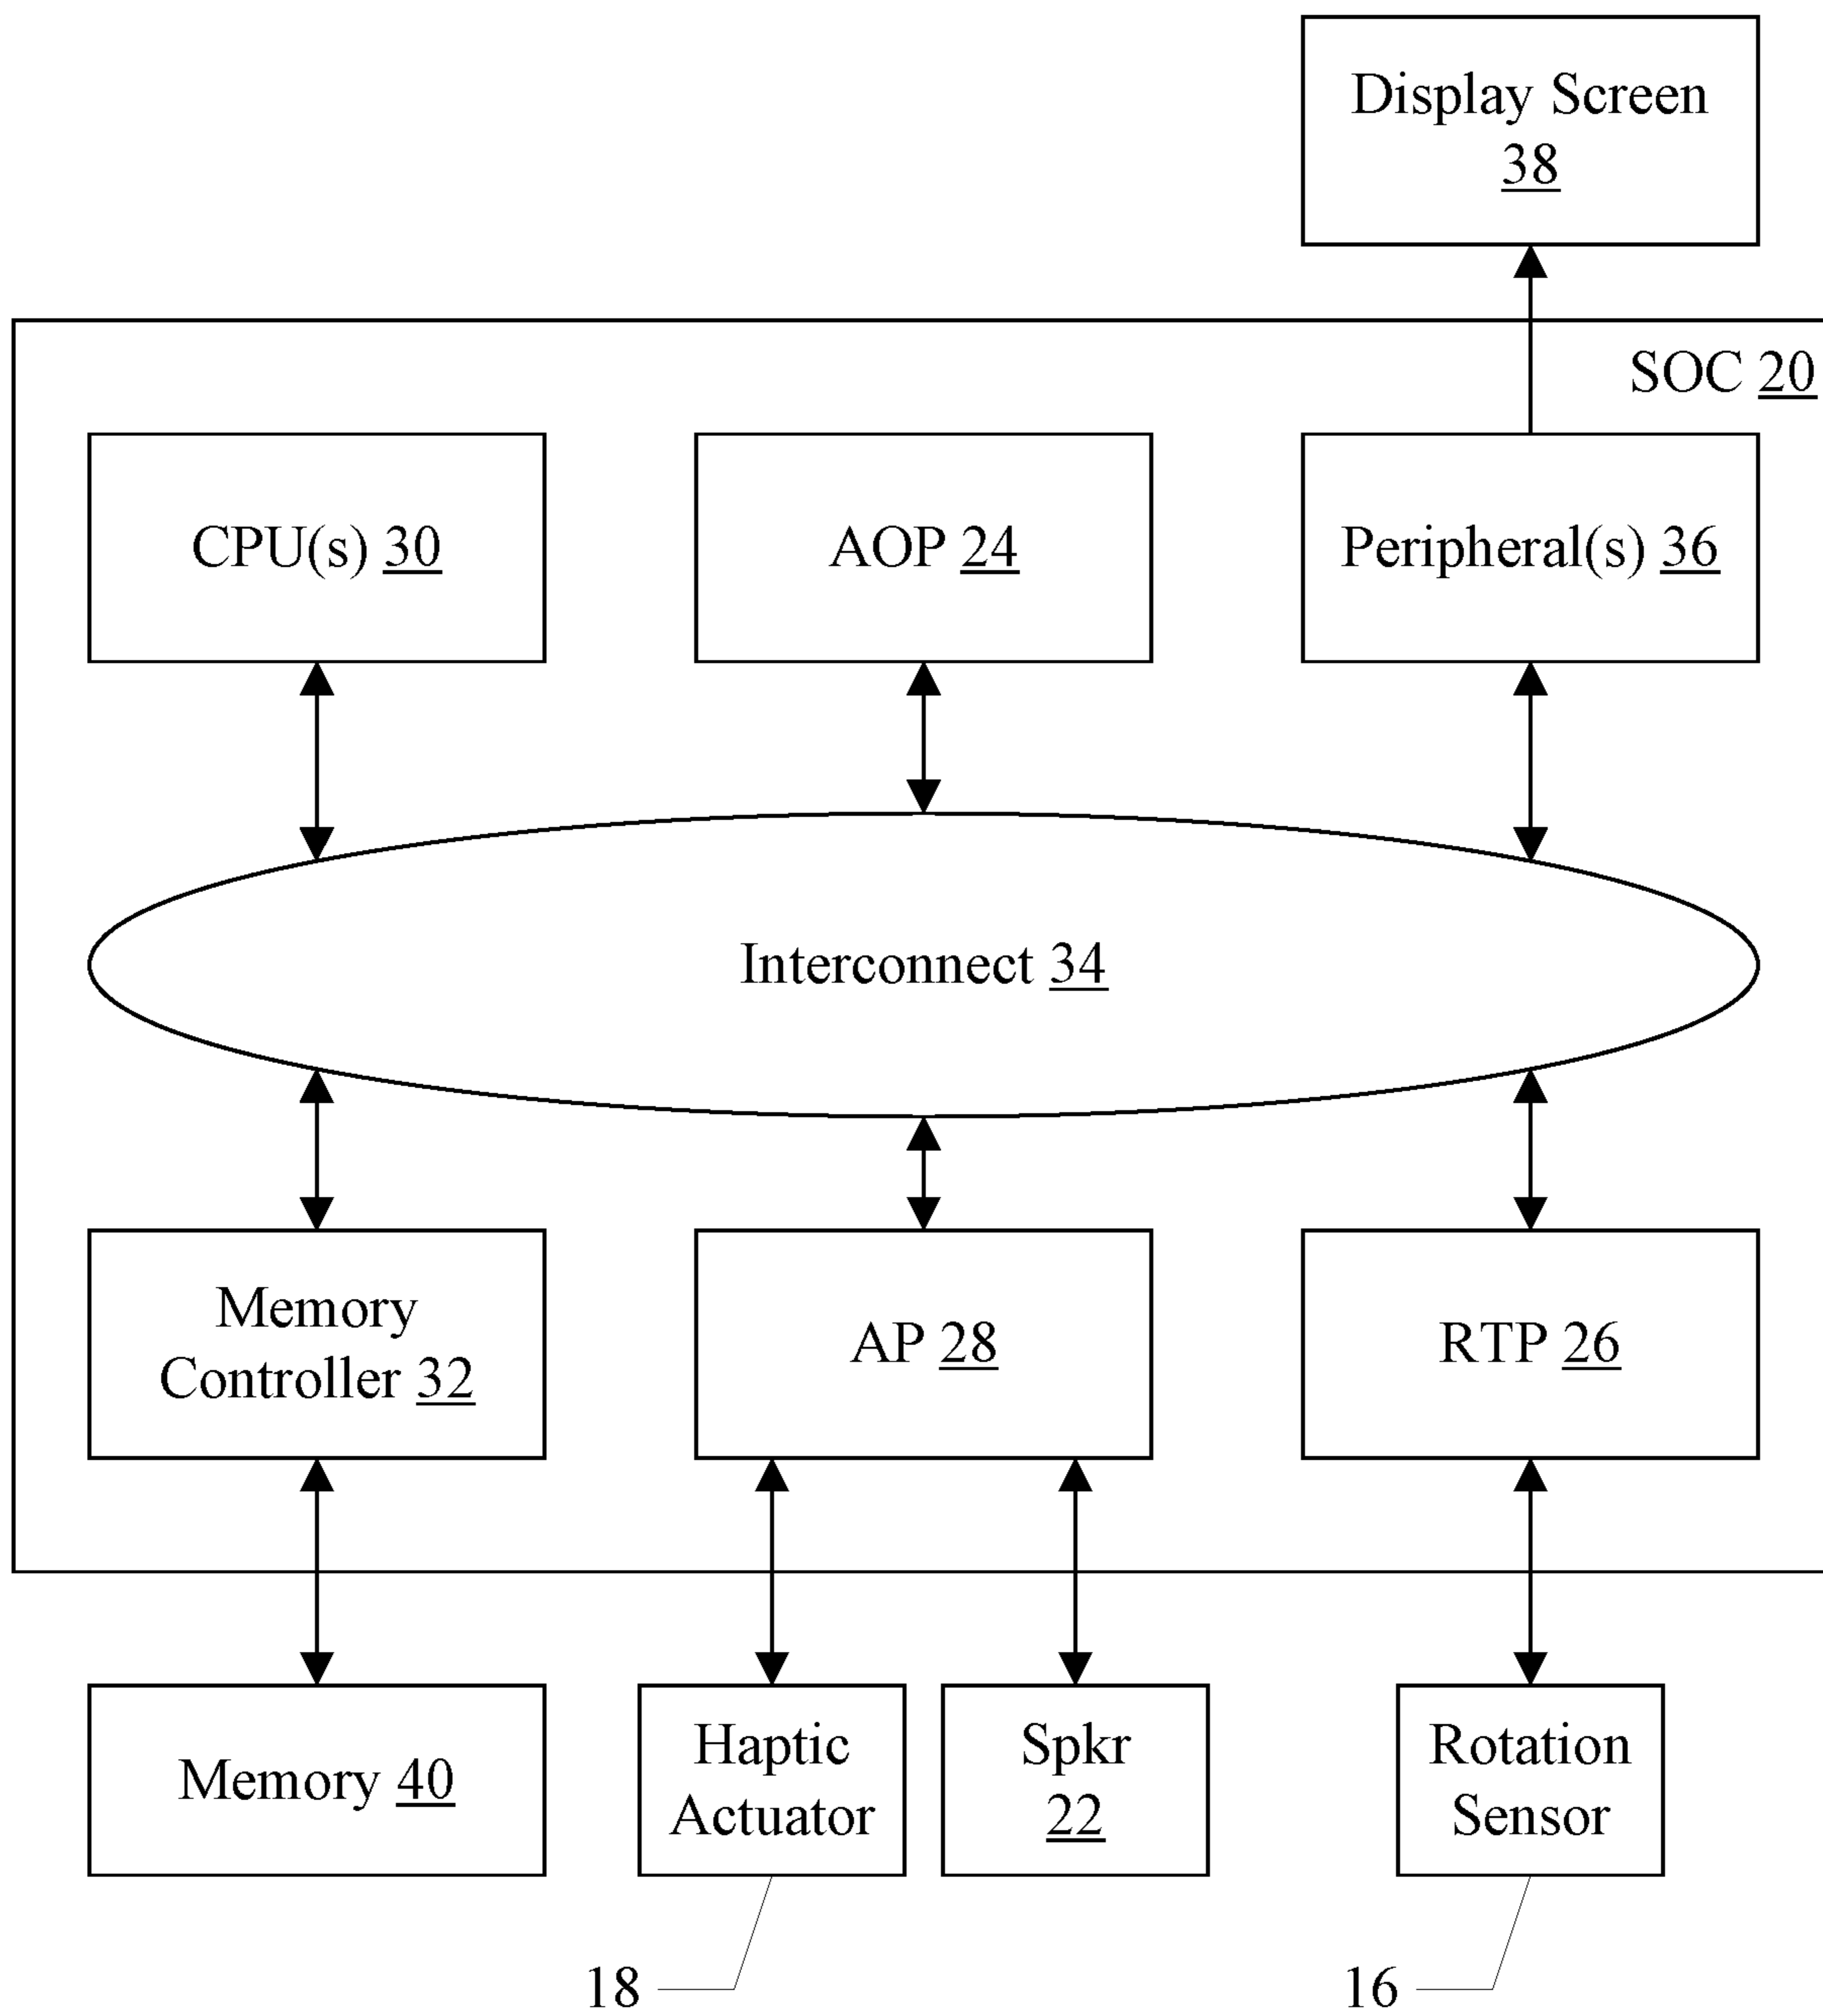 Display Screen
38
SOC 20
CPU(s) 30
AOP 24
Peripheral(s) 36
Interconnect 34
Memory
Controller 32
AP 28
RTP 26
Memory 40
Haptic
Actuator
Spkr
22
Rotation
Sensor
18
16